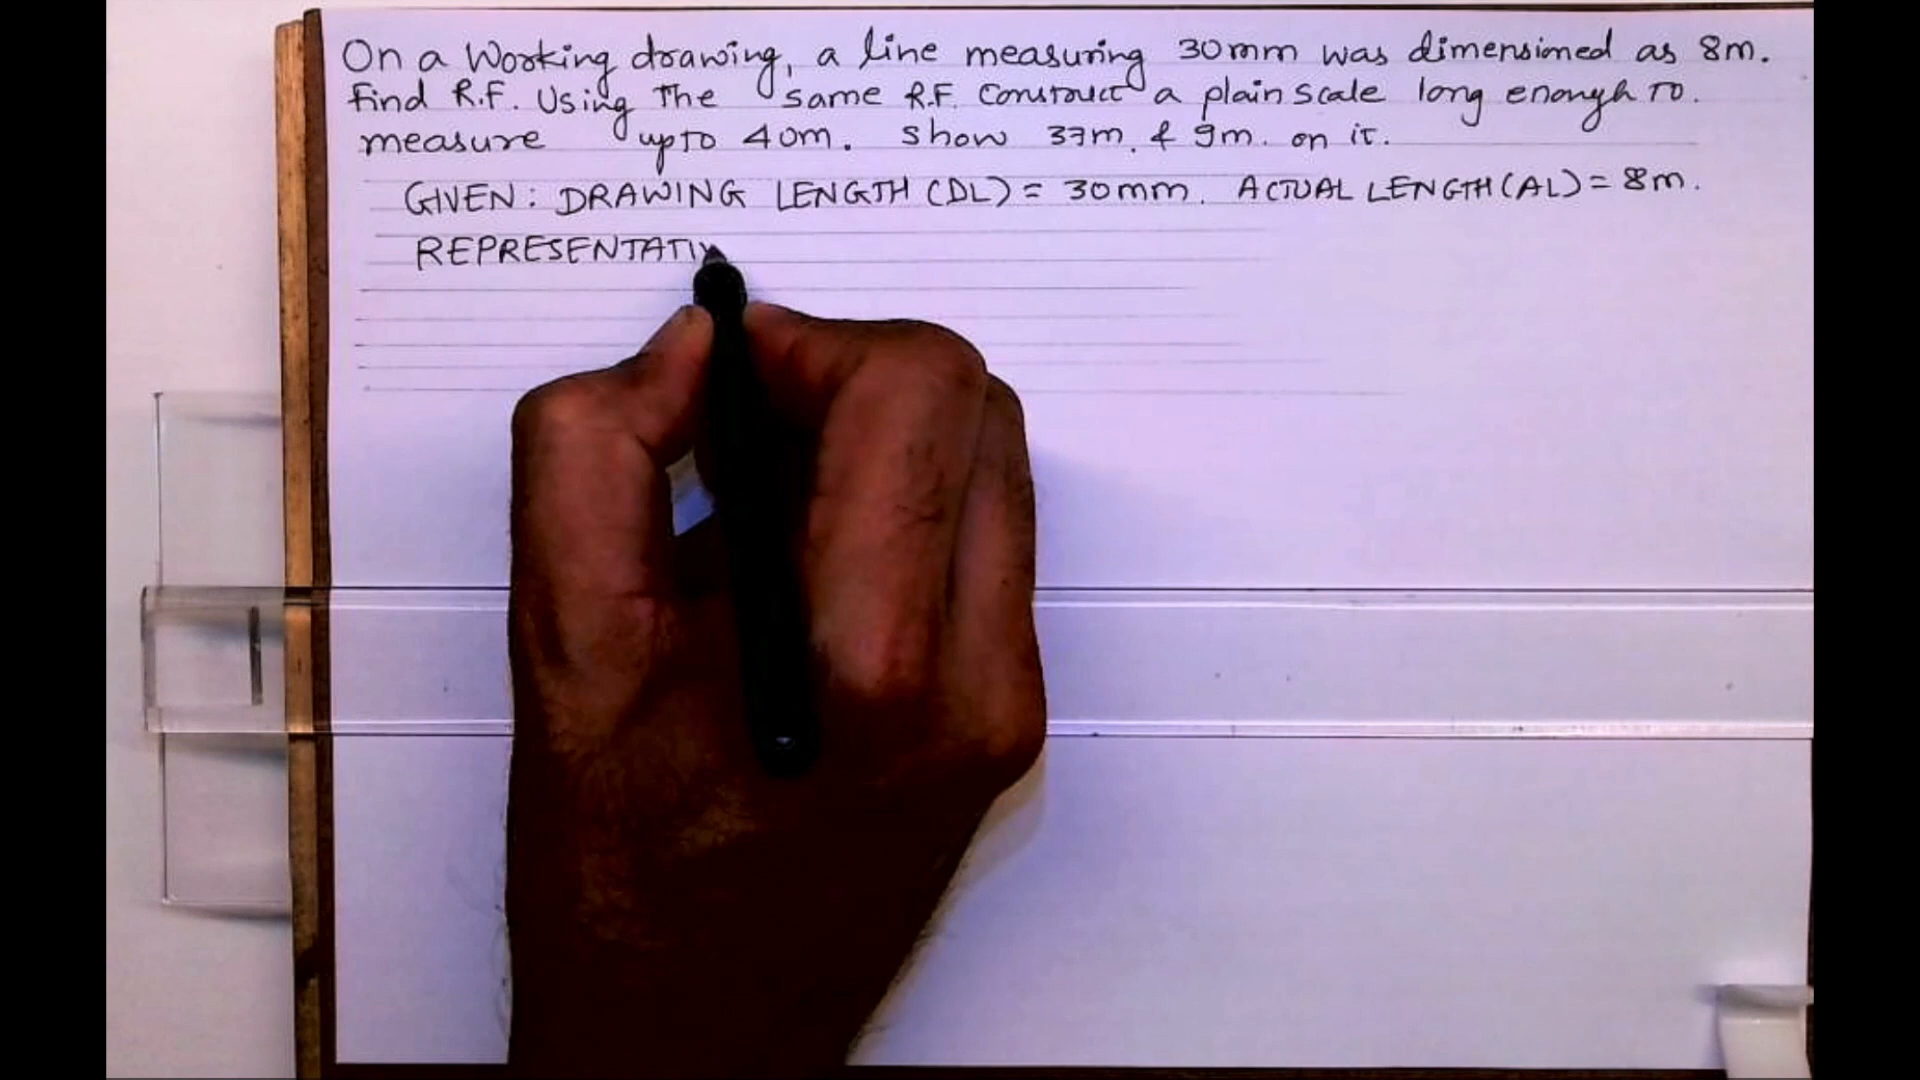 On a Working drawing, a line measuring 30mm was dimensioned as 8m.
find R.F. Using The same R.F. Construct a plain scale long enough to.
measure upto 40m. show 37m. & 9m. on it.
GIVEN: DRAWING LENGTH (DL) = 30mm. ACTUAL LENGTH (AL) = 8m.
REPRESENTATIV